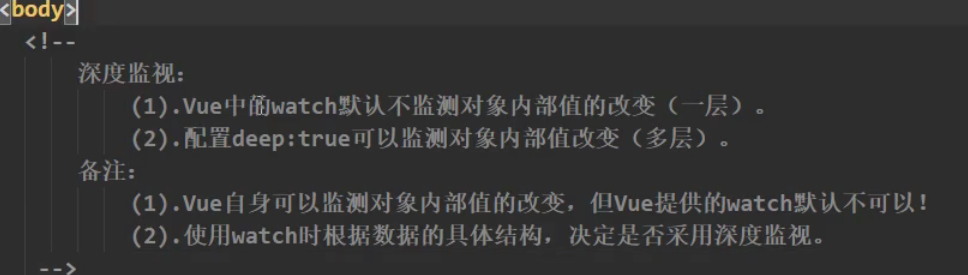 <body>
<!--
深度监视：
(1).Vue中的watch默认不监测对象内部值的改变（一层）。
(2).配置deep:true可以监测对象内部值改变（多层）。
备注：
(1).Vue自身可以监测对象内部值的改变，但Vue提供的watch默认不可以！
(2).使用watch时根据数据的具体结构，决定是否采用深度监视。
-->